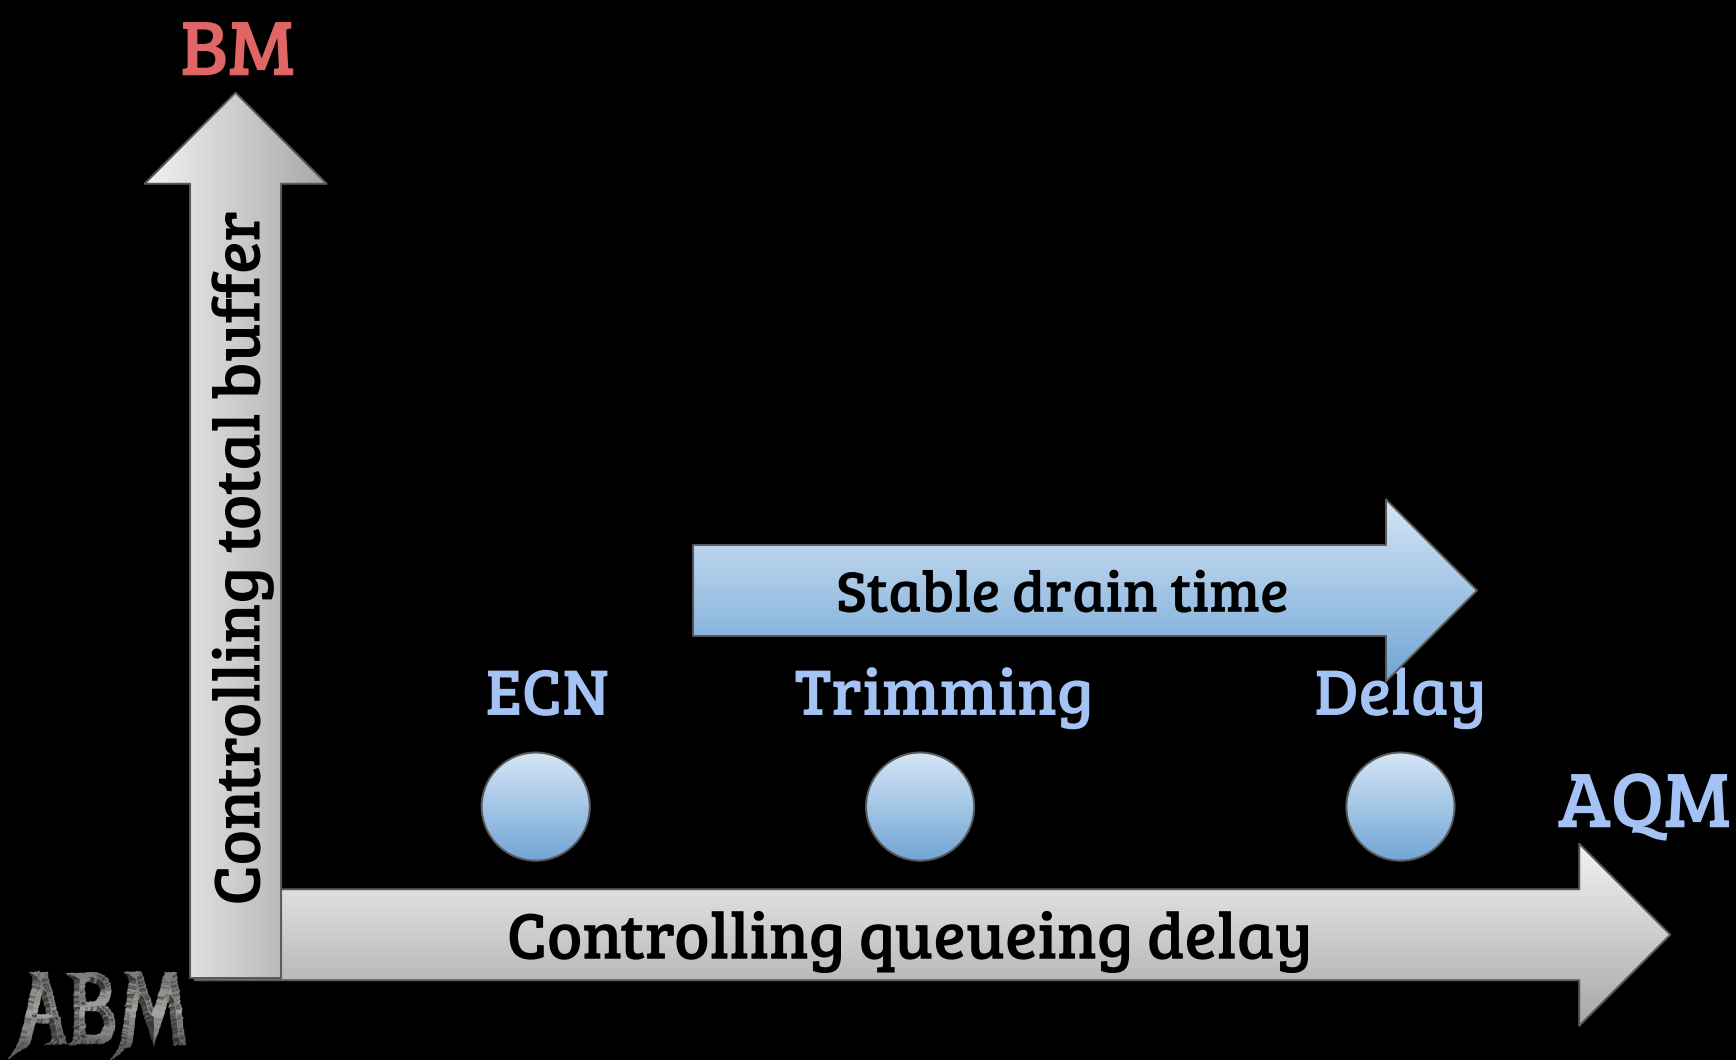 BM
Controlling total buffer
Stable drain time
ECN
Trimming
Delay
AQM
Controlling queueing delay
ABM